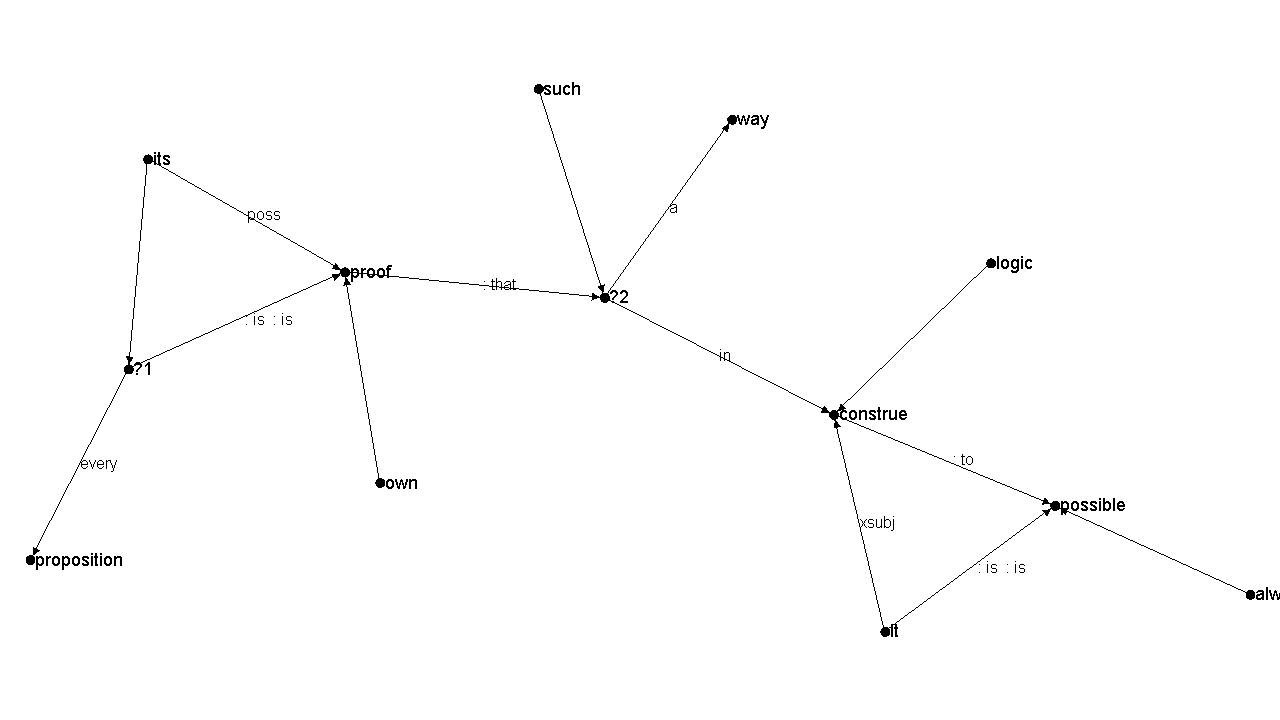 such
way
its
a
poss
logic
proof
: that
?2
: is : is
in
?1
construe
every
: to
own
possible
xsubj
proposition
: is : is
alw
it